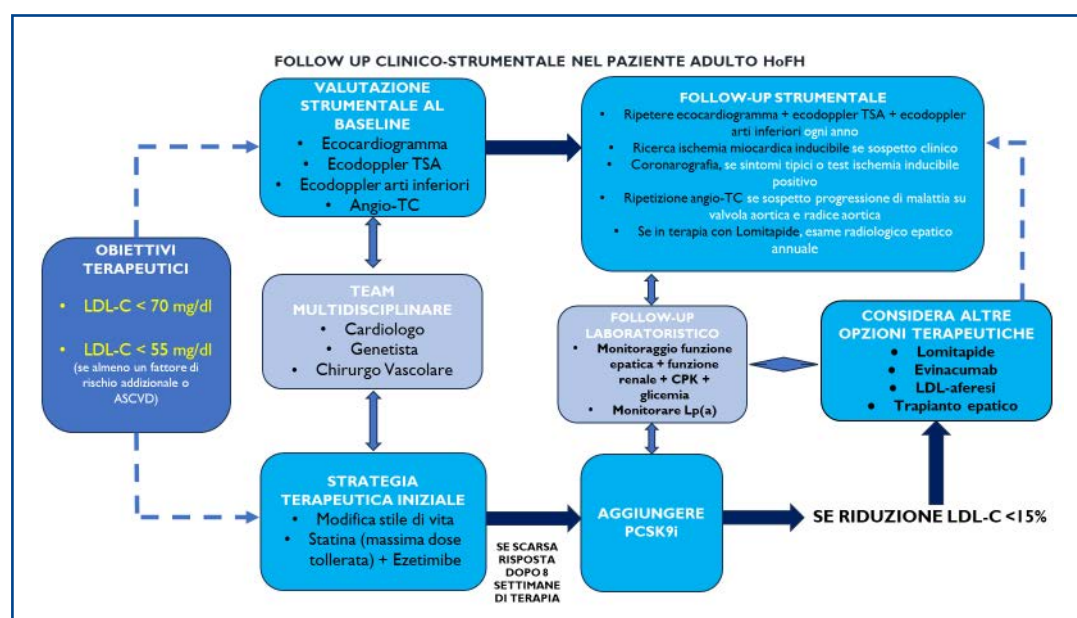 FOLLOW UP CLINICO-STRUMENTALE NEL PAZIENTE ADULTO HoFH
VALUTAZIONE
STRUMENTALE AL
BASELINE
• Ecocardiogramma
• Ecodoppler TSA
• Ecodoppler arti inferiori
• Angio-TC
FOLLOW-UP STRUMENTALE
• Ripetere ecocardiogramma + ecodoppler TSA + ecodoppler
arti inferiori ogni anno
• Ricerca ischemia miocardica inducibile se sospetto clinico
• Coronarografia, se sintomi tipici o test ischemia inducibile
positivo
• Ripetizione angio-TC se sospetto progressione di malattia su
valvola aortica e radice aortica
• Se in terapia con Lomitapide, esame radiologico epatico
annuale
OBIETTIVI
TERAPEUTICI
• LDL-C < 70 mg/dl
• LDL-C < 55 mg/dl
(se almeno un fattore di
rischio addizionale o
ASCVD)
TEAM
MULTIDISCIPLINARE
• Cardiologo
• Genetista
• Chirurgo Vascolare
FOLLOW-UP
LABORATORISTICO
• Monitoraggio funzione
epatica + funzione
renale + CPK +
glicemia
• Monitorare Lp(a)
CONSIDERA ALTRE
OPZIONI TERAPEUTICHE
● Lomitapide
● Evinacumab
● LDL-aferesi
● Trapianto epatico
STRATEGIA
TERAPEUTICA INIZIALE
• Modifica stile di vita
• Statina (massima dose
tollerata) + Ezetimibe
SE SCARSA
RISPOSTA
DOPO 8
SETTIMANE
DI TERAPIA
AGGIUNGERE
PCSK9i
SE RIDUZIONE LDL-C <15%